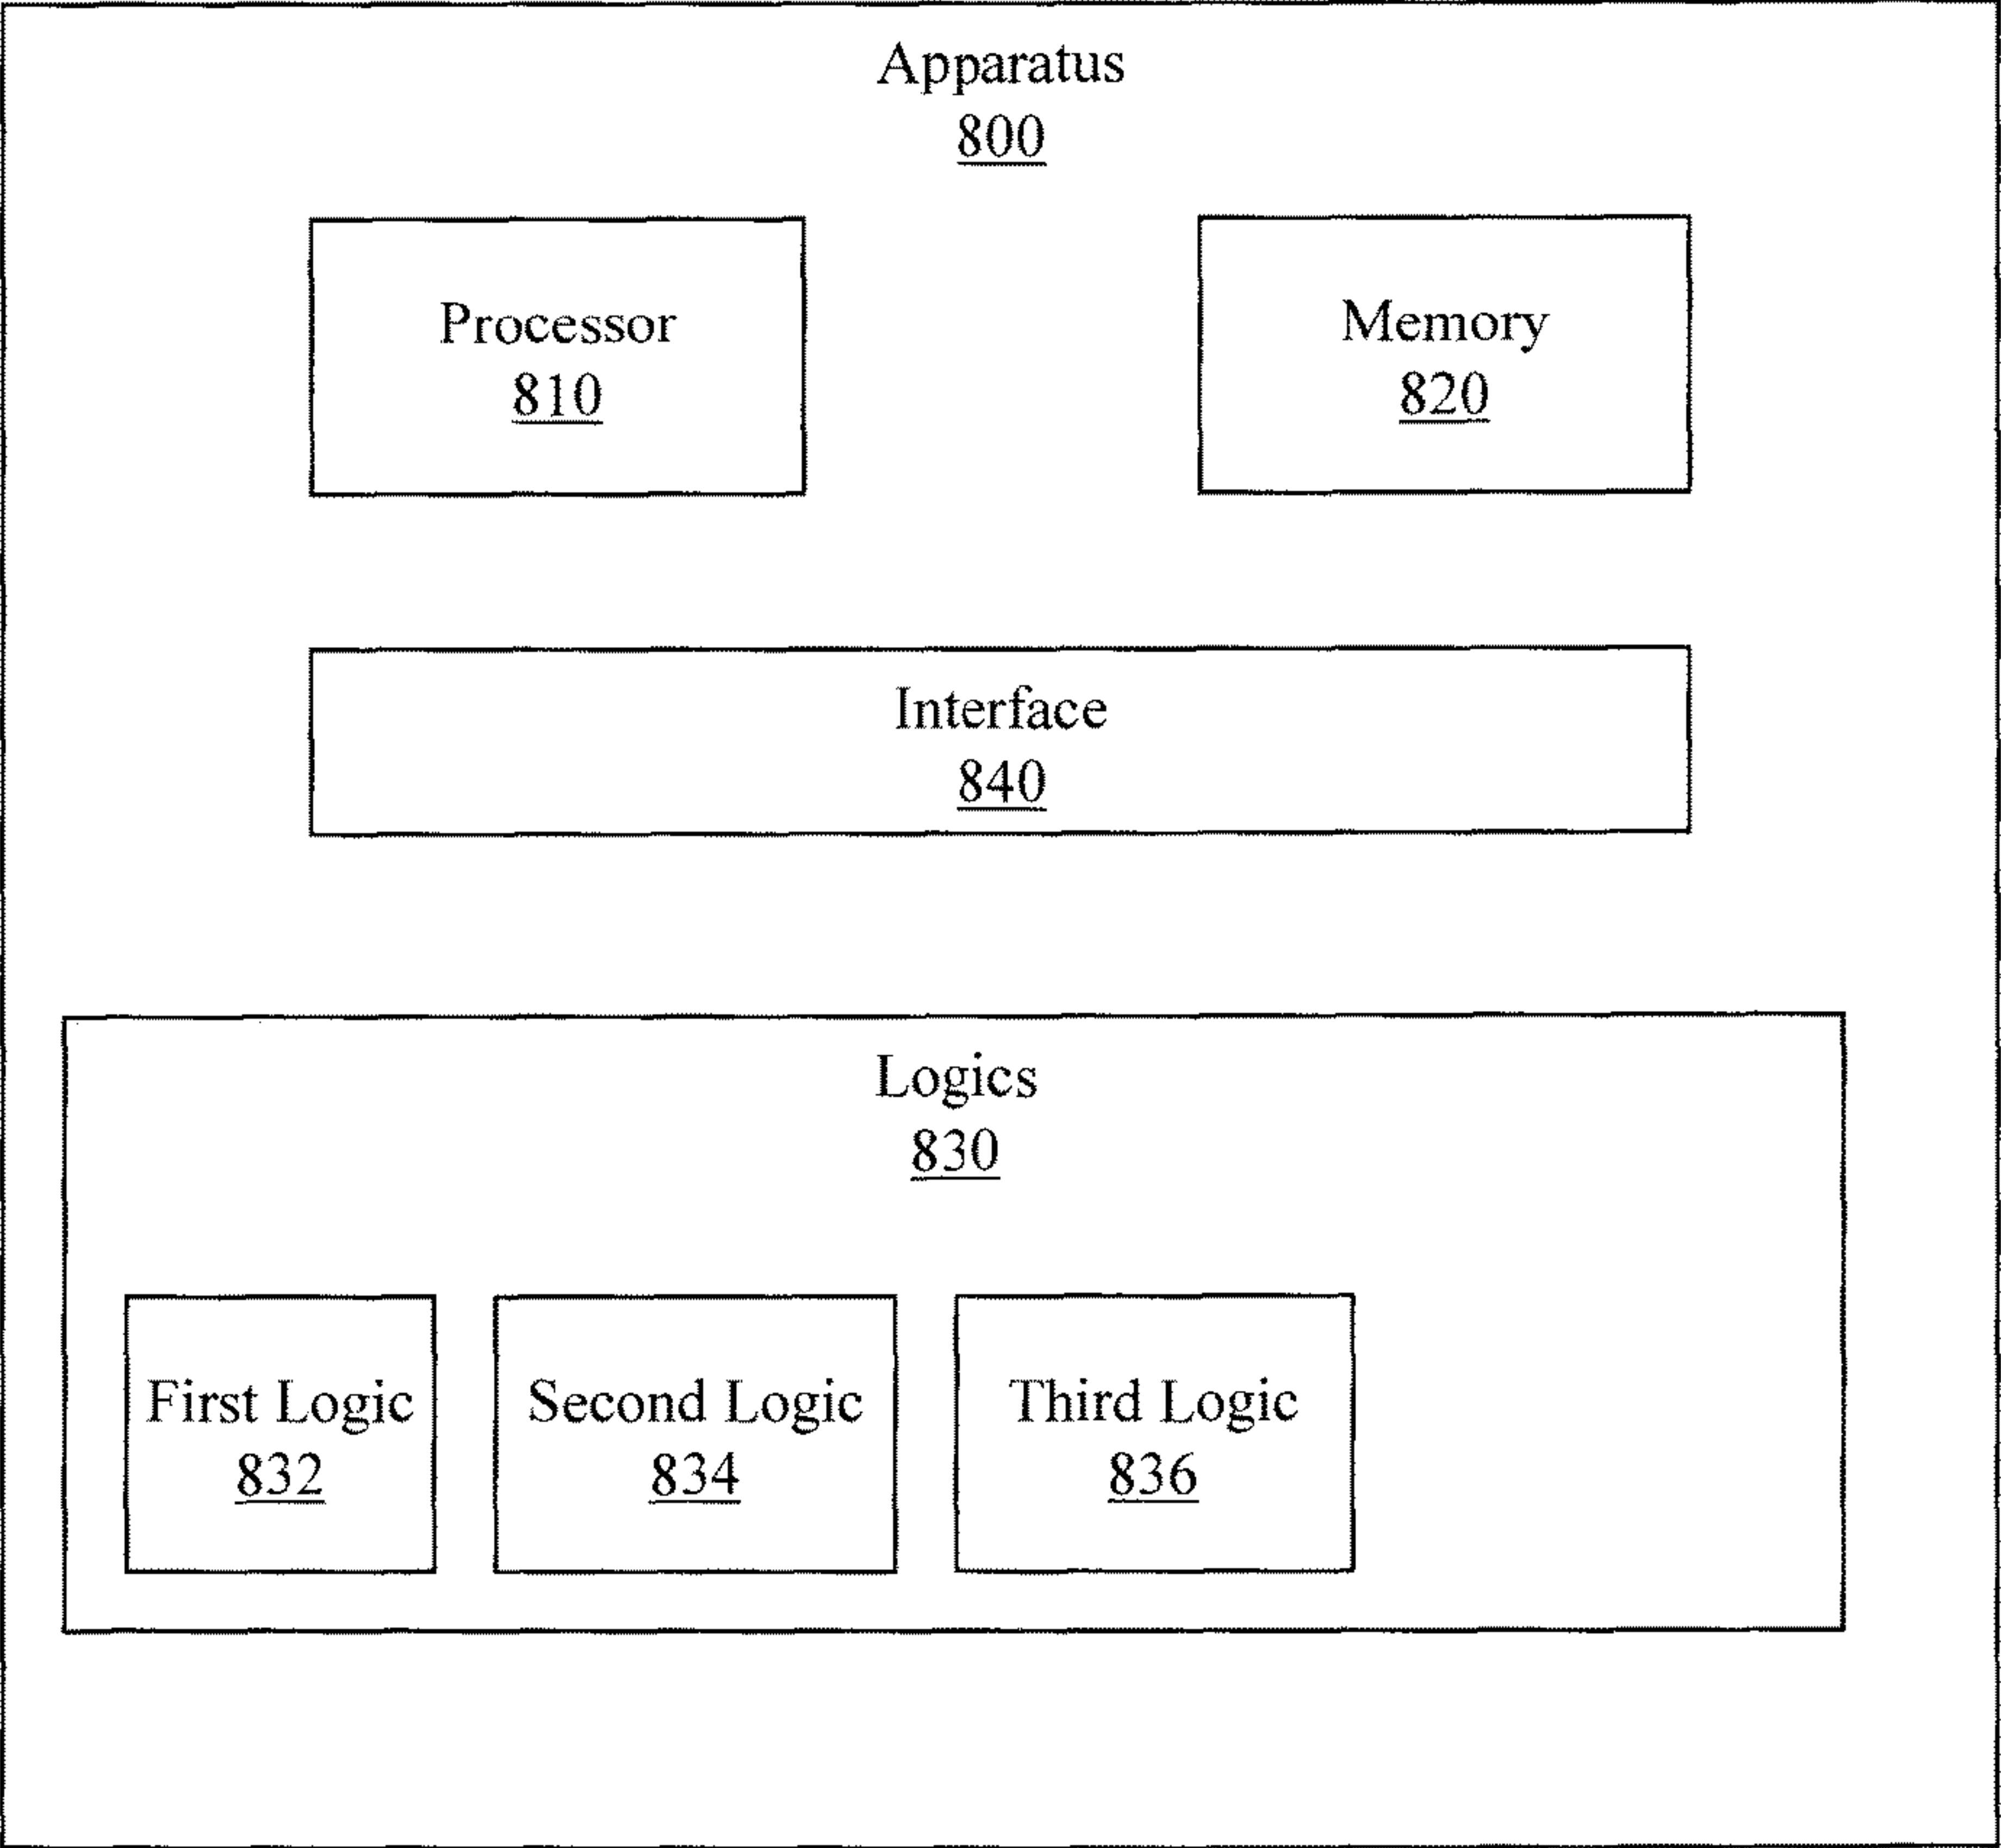 Apparatus
800
Processor
810
Memory
820
Interface
840
Logics
830
First Logic
832
Second Logic
834
Third Logic
836